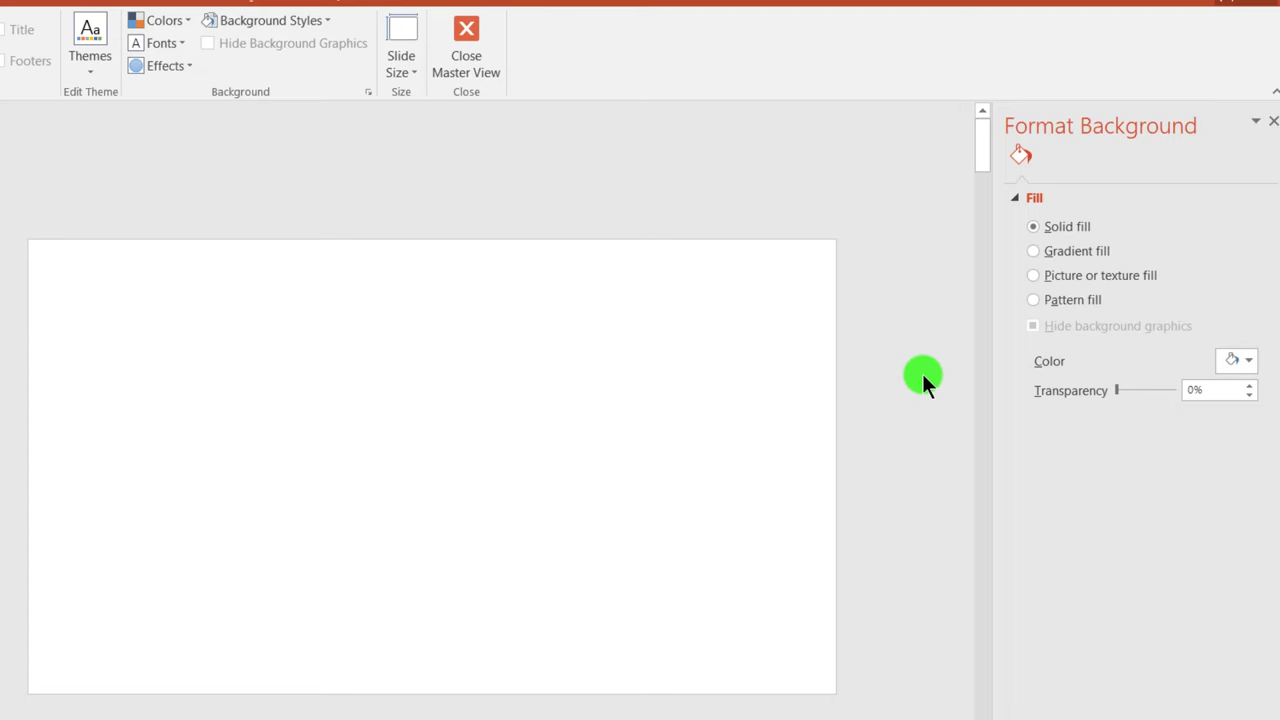 Title
Footers
Aa
Themes
Edit Theme
Colors
A Fonts
Effects
Background Styles
Hide Background Graphics
Background
Slide
Size
Size
Close
Master View
Close
Format Background
Fill
Solid fill
Gradient fill
Picture or texture fill
Pattern fill
Hide background graphics
Color
Transparency 0%